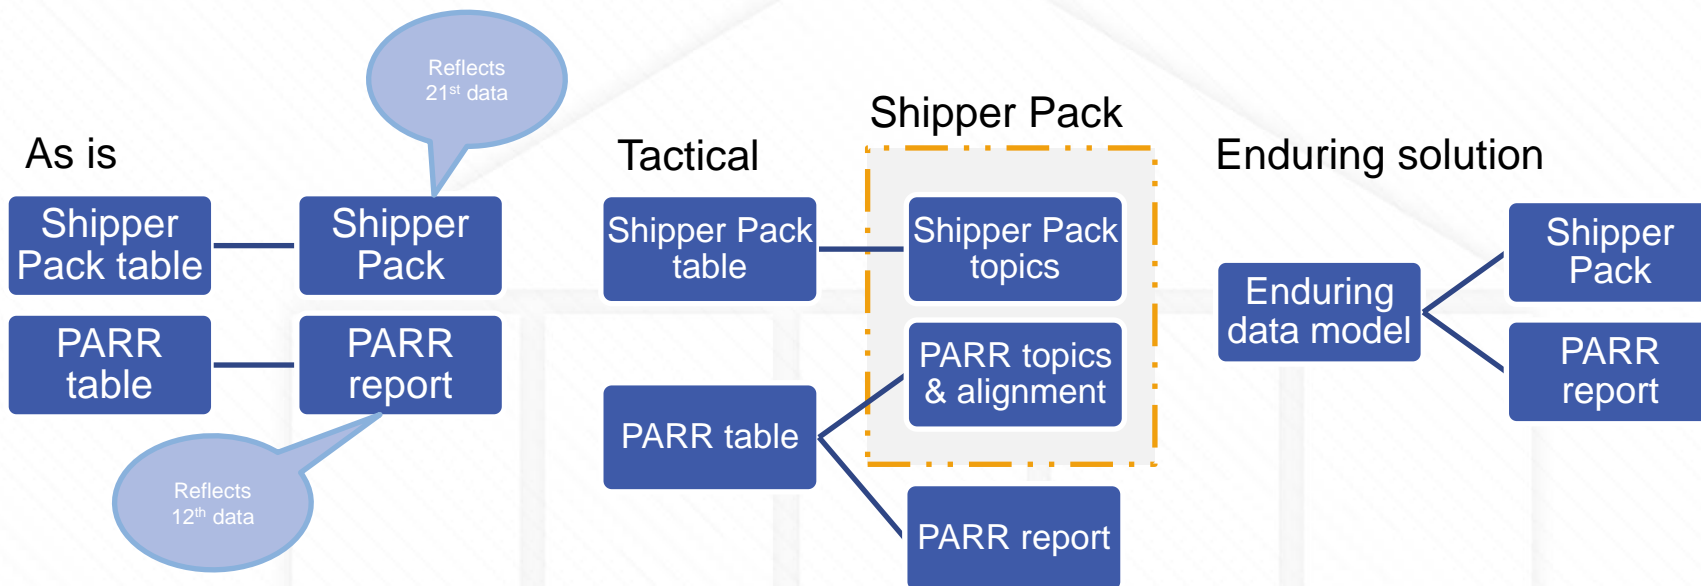 Reflects
21st data
As is
Shipper
Pack table
Shipper
Pack
PARR
table
PARR
report
Reflects
12th data
Tactical
Shipper Pack
Shipper Pack
table
Shipper Pack
topics
PARR topics
& alignment
PARR table
PARR report
Enduring solution
Enduring
data model
Shipper
Pack
PARR
report